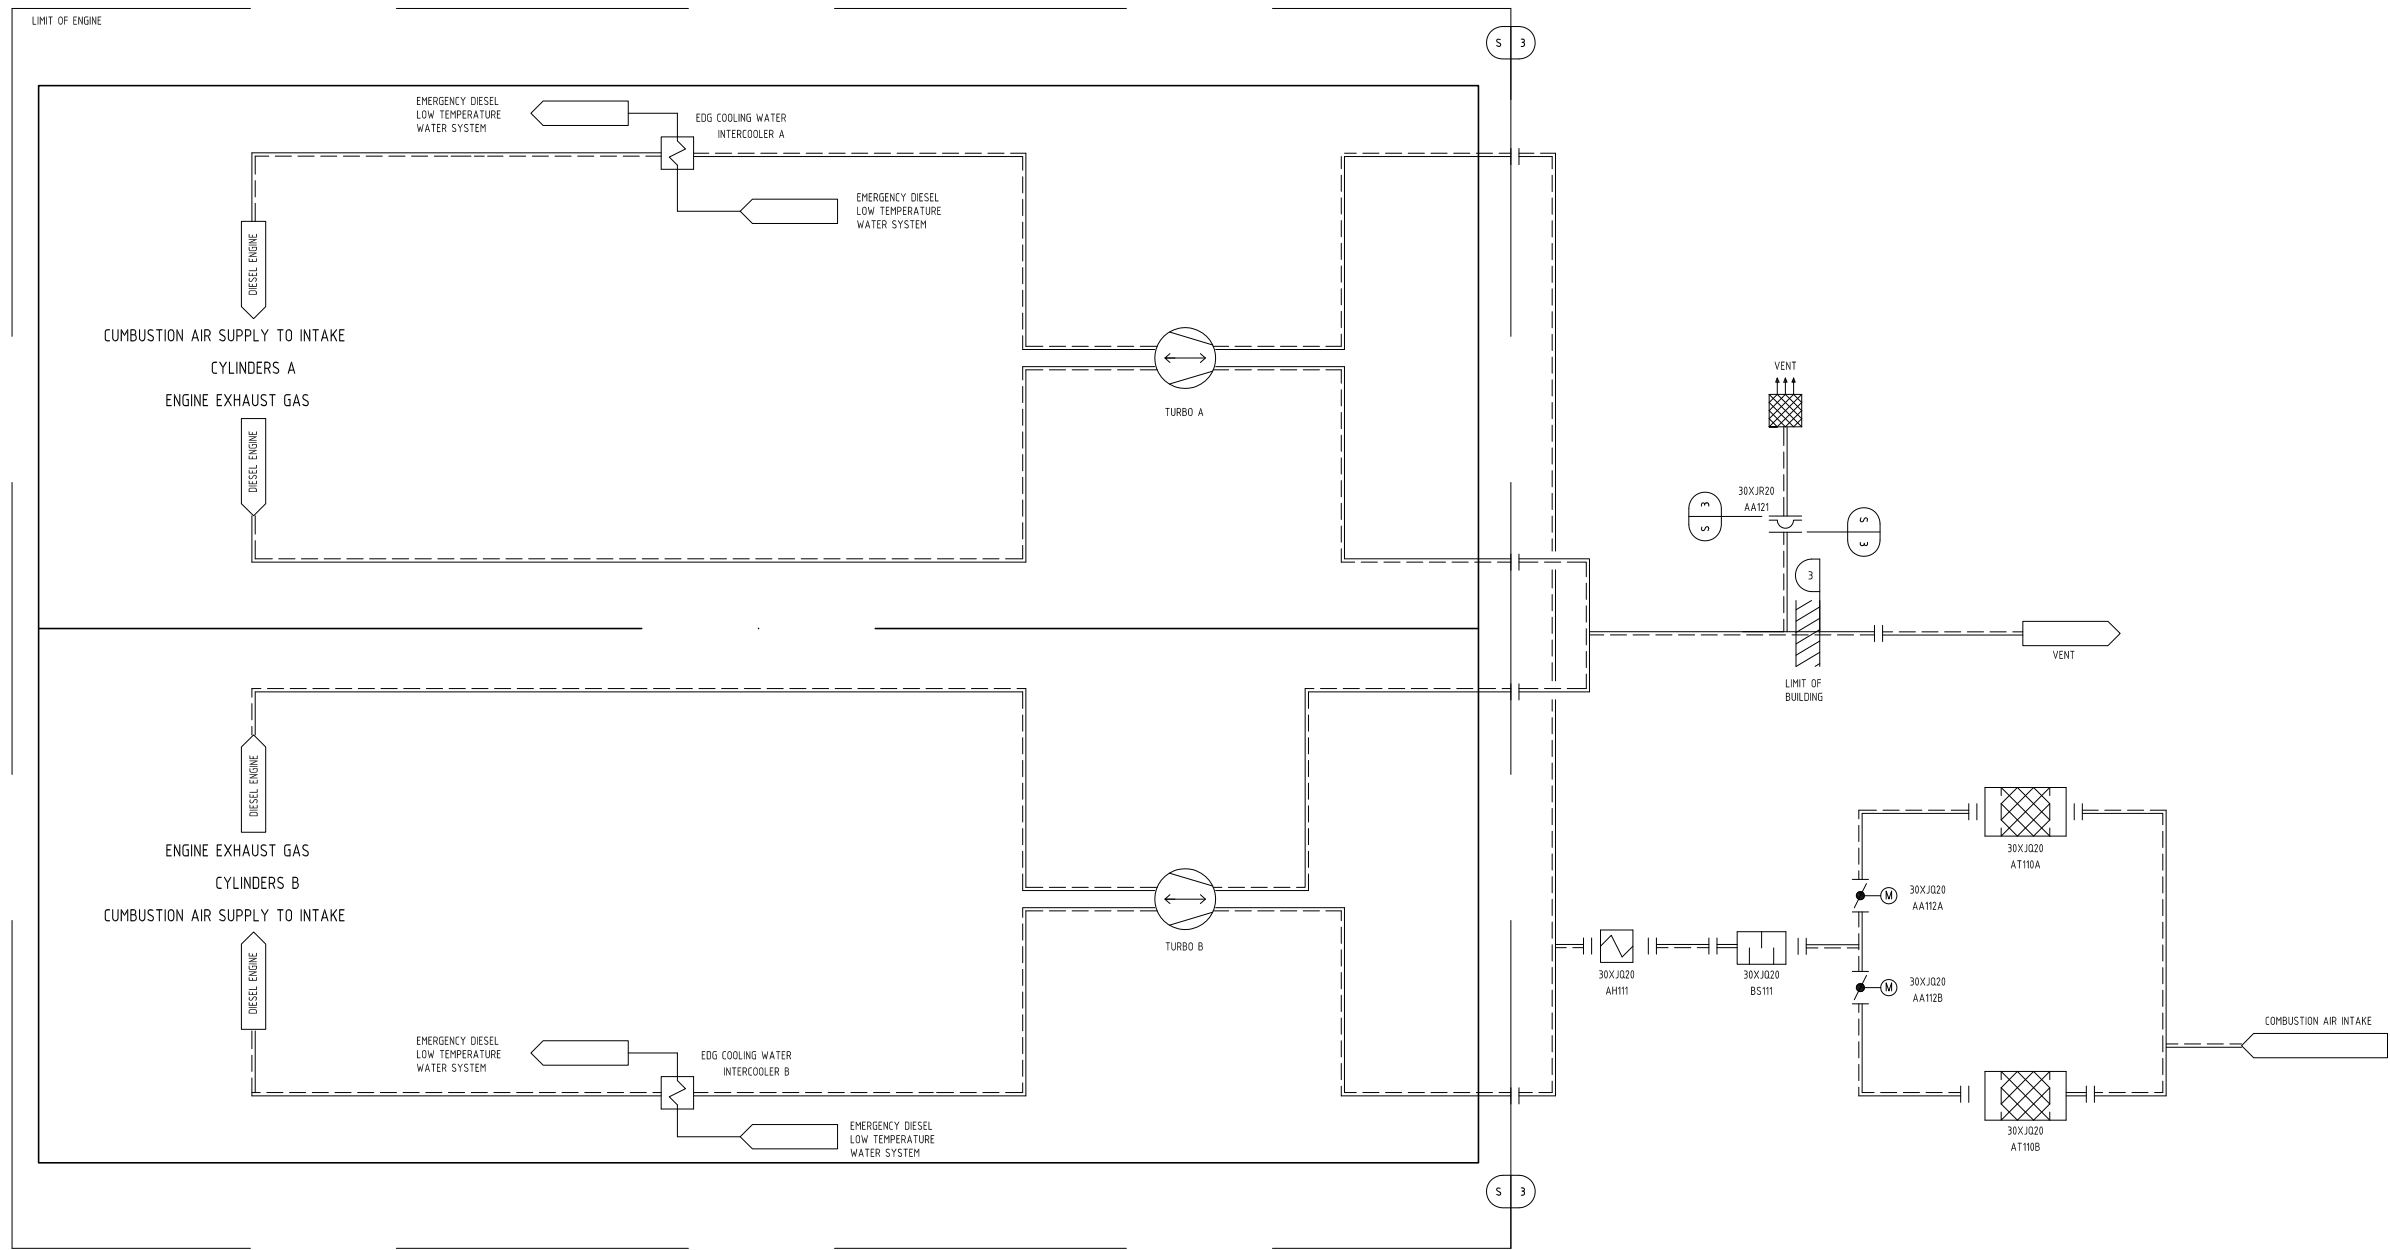 LIMIT OF ENGINE
S 3
EMERGENCY DIESEL
LOW TEMPERATURE
WATER SYSTEM
EDG COOLING WATER
INTERCOOLER A
EMERGENCY DIESEL
LOW TEMPERATURE
WATER SYSTEM
DIESEL ENGINE
CUMBUSTION AIR SUPPLY TO INTAKE
CYLINDERS A
ENGINE EXHAUST GAS
DIESEL ENGINE
TURBO A
VENT
30XJR20
AA121
3
S
S
3
3
VENT
LIMIT OF
BUILDING
DIESEL ENGINE
ENGINE EXHAUST GAS
CYLINDERS B
CUMBUSTION AIR SUPPLY TO INTAKE
DIESEL ENGINE
TURBO B
30XJQ20
AT110A
M
30XJQ20
AA112A
30XJQ20
AH111
30XJQ20
BS111
M
30XJQ20
AA112B
COMBUSTION AIR INTAKE
30XJQ20
AT110B
EMERGENCY DIESEL
LOW TEMPERATURE
WATER SYSTEM
EDG COOLING WATER
INTERCOOLER B
EMERGENCY DIESEL
LOW TEMPERATURE
WATER SYSTEM
S 3